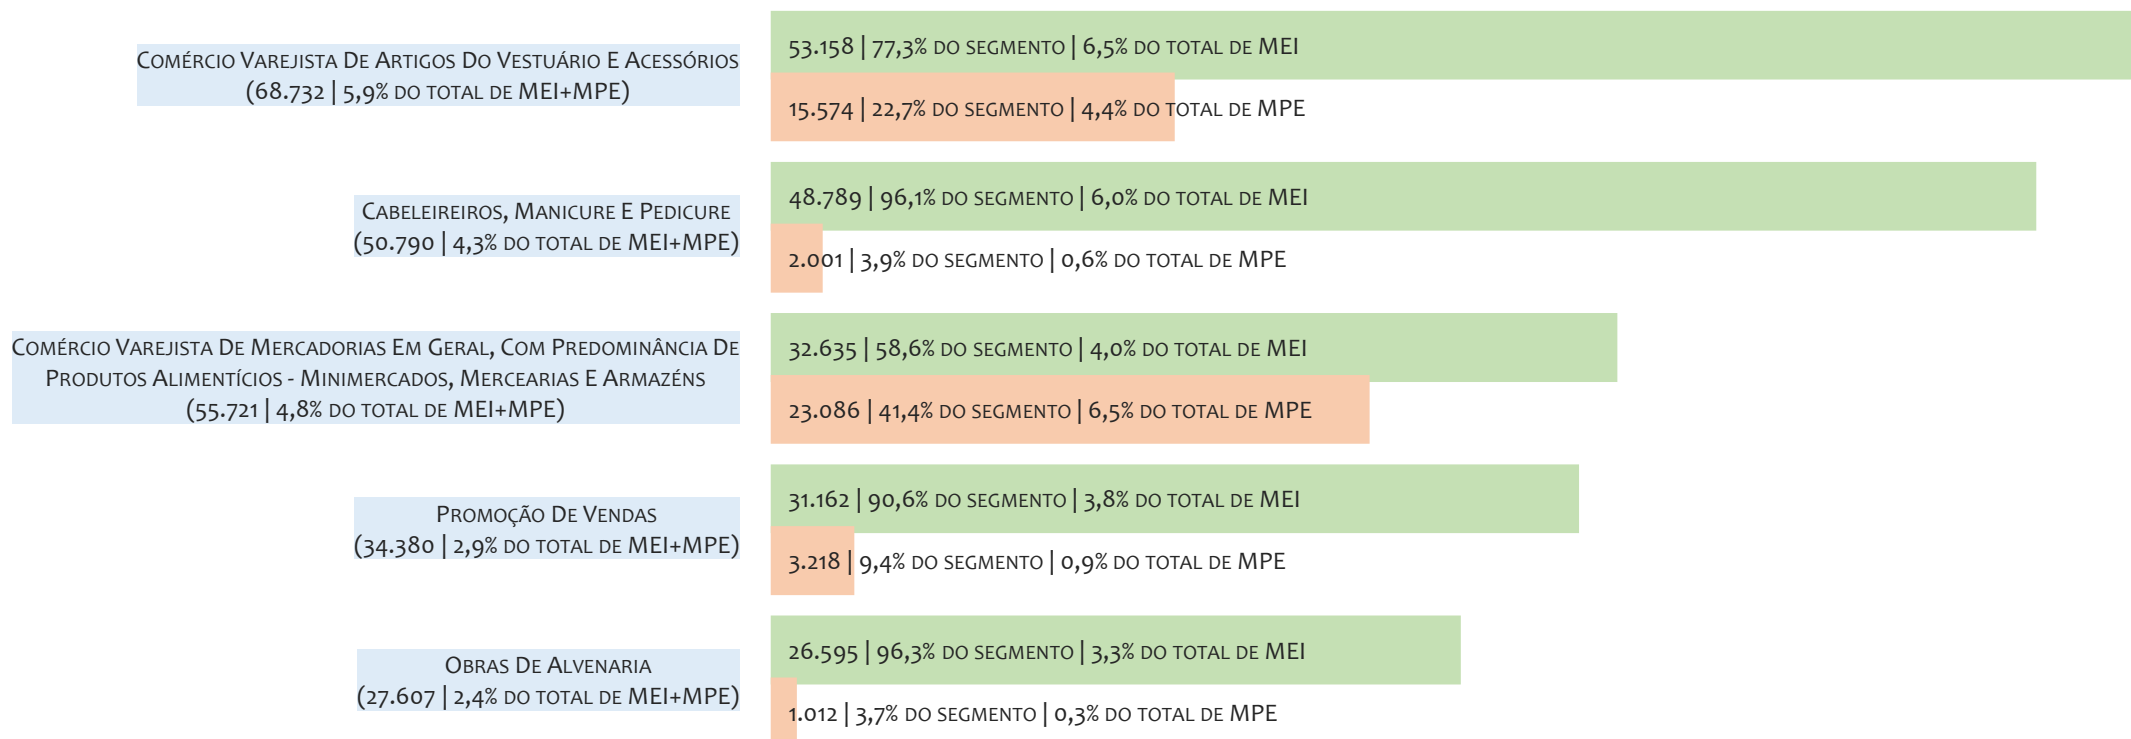 Comércio Varejista De Artigos Do Vestuário E Acessórios
(68.732 | 5,9% do total de MEI+MPE)
53.158 | 77,3% do segmento | 6,5% do total de MEI
15.574 | 22,7% do segmento | 4,4% do total de MPE
Cabeleireiros, Manicure E Pedicure
(50.790 | 4,3% do total de MEI+MPE)
48.789 | 96,1% do segmento | 6,0% do total de MEI
2.001 | 3,9% do segmento | 0,6% do total de MPE
Comércio Varejista De Mercadorias Em Geral, Com Predominância De
Produtos Alimentícios - Minimercados, Mercearias E Armazéns
(55.721 | 4,8% do total de MEI+MPE)
32.635 | 58,6% do segmento | 4,0% do total de MEI
23.086 | 41,4% do segmento | 6,5% do total de MPE
Promoção De Vendas
(34.380 | 2,9% do total de MEI+MPE)
31.162 | 90,6% do segmento | 3,8% do total de MEI
3.218 | 9,4% do segmento | 0,9% do total de MPE
Obras De Alvenaria
(27.607 | 2,4% do total de MEI+MPE)
26.595 | 96,3% do segmento | 3,3% do total de MEI
1.012 | 3,7% do segmento | 0,3% do total de MPE